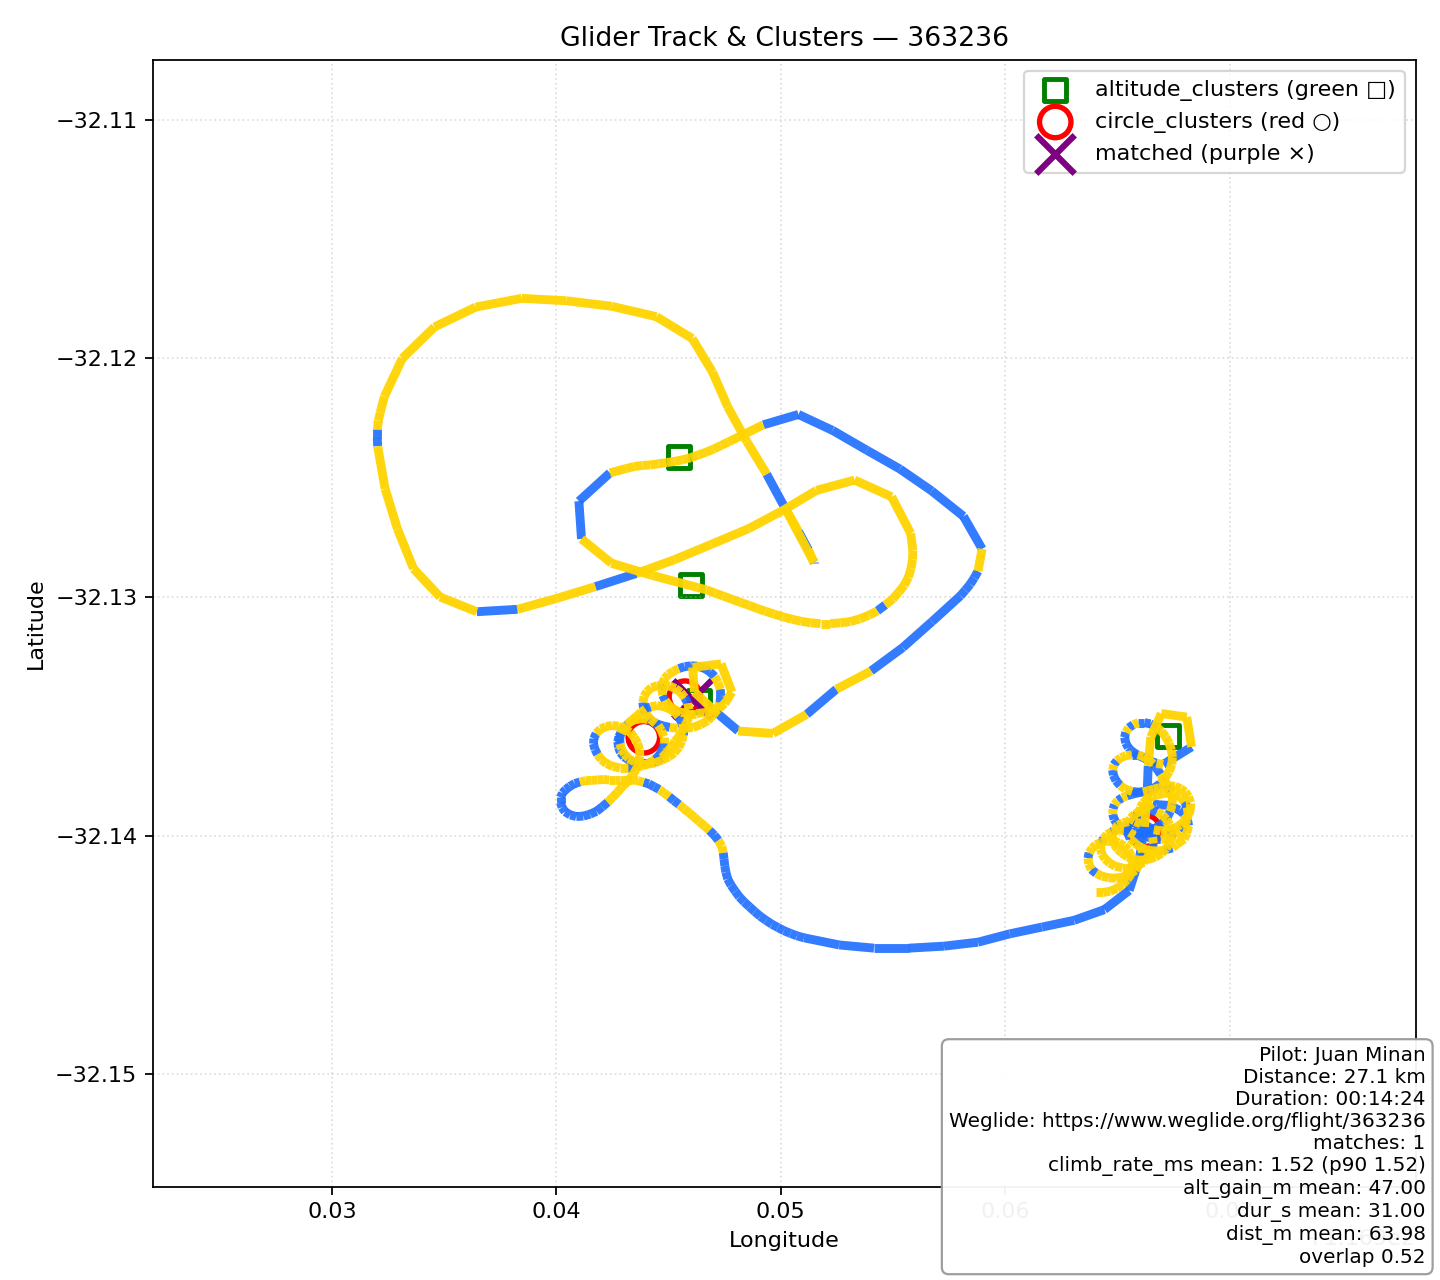 Glider Track & Clusters — 363236
altitude_clusters (green □)
circle_clusters (red ○)
matched (purple ×)
−32.11
−32.12
−32.13
−32.14
−32.15
Latitude
0.03
0.04
0.05
0.06
Longitude
Pilot: Juan Minan
Distance: 27.1 km
Duration: 00:14:24
Weglide: https://www.weglide.org/flight/363236
matches: 1
climb_rate_ms mean: 1.52 (p90 1.52)
alt_gain_m mean: 47.00
dur_s mean: 31.00
dist_m mean: 63.98
overlap 0.52